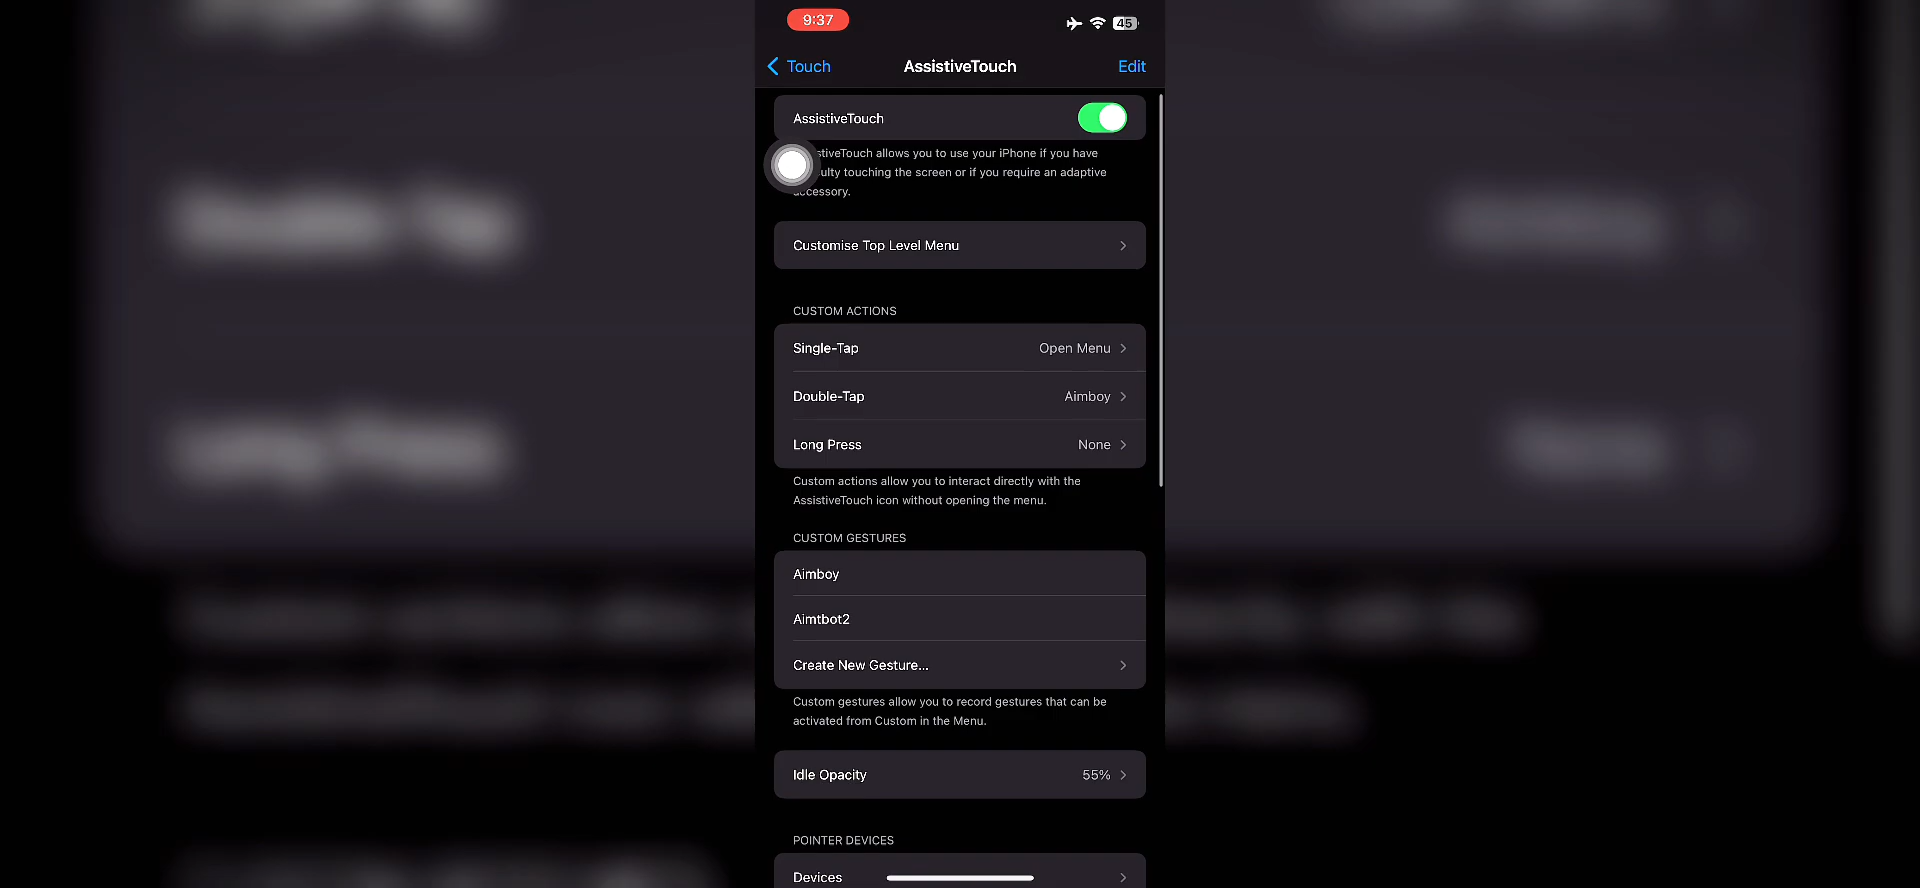 9:37
45
Touch
AssistiveTouch
Edit
AssistiveTouch
stiveTouch allows you to use your iPhone if you have
ulty touching the screen or if you require an adaptive
accessory.
Customise Top Level Menu
CUSTOM ACTIONS
Single-Tap Open Menu
Double-Tap Aimboy
Long Press None
Custom actions allow you to interact directly with the
AssistiveTouch icon without opening the menu.
CUSTOM GESTURES
Aimboy
Aimtbot2
Create New Gesture...
Custom gestures allow you to record gestures that can be
activated from Custom in the Menu.
Idle Opacity 55%
POINTER DEVICES
Devices